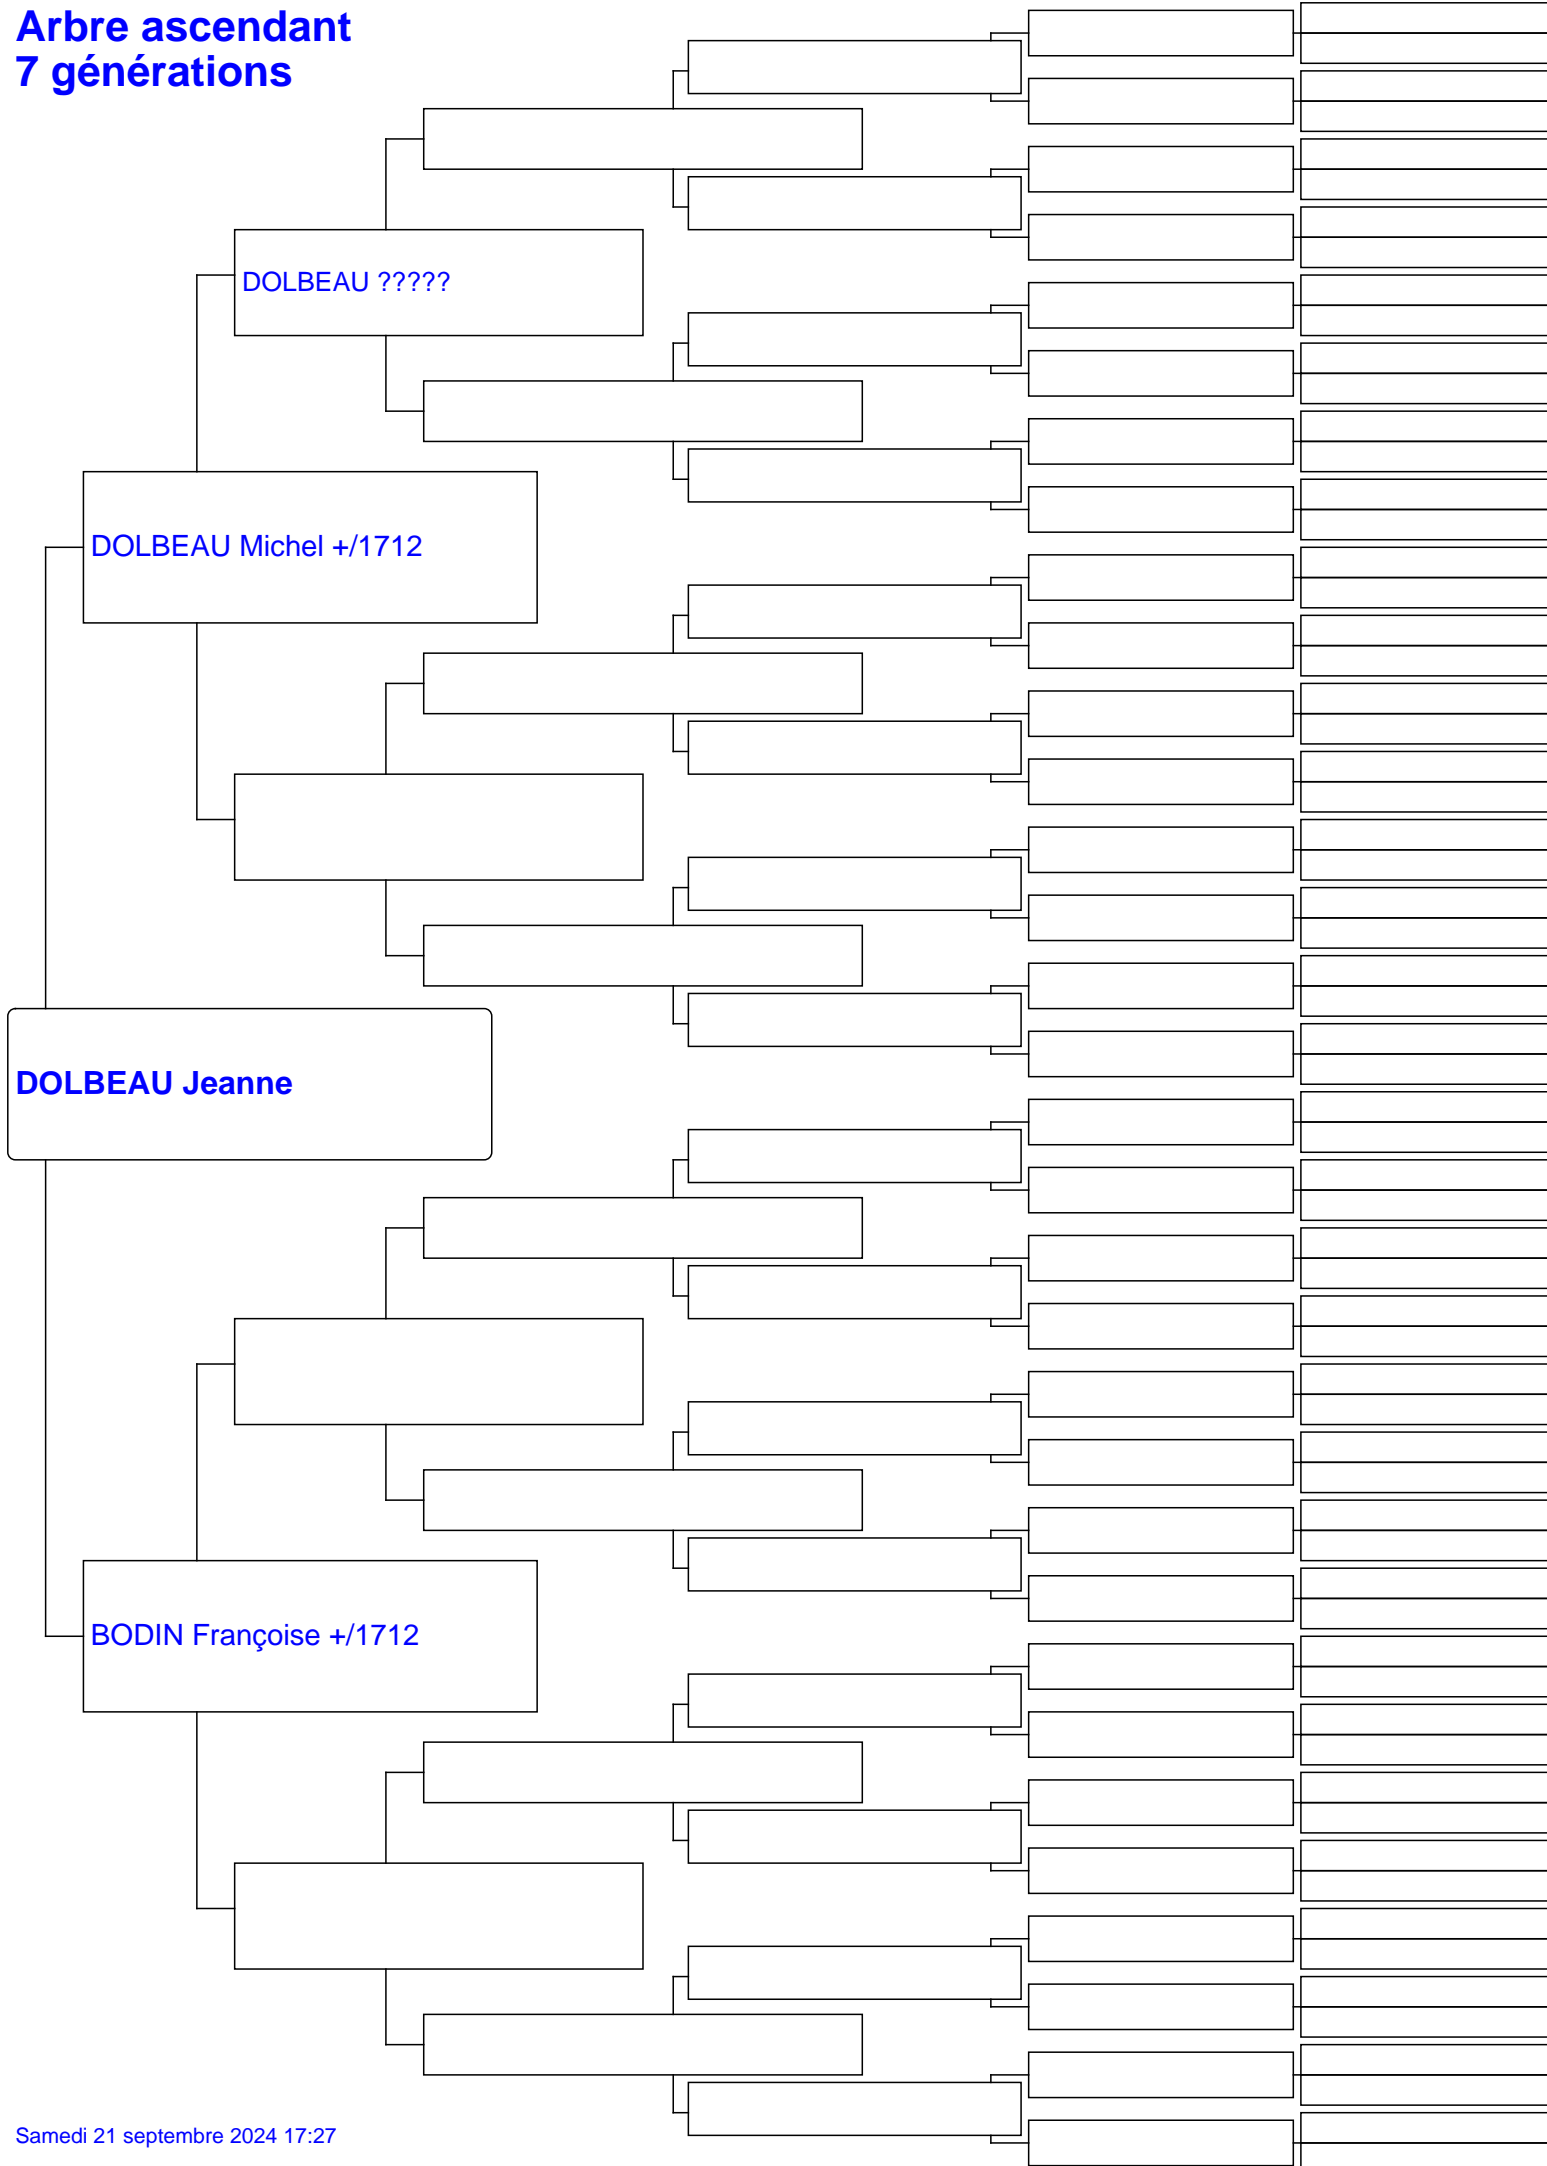 Arbre ascendant
7 générations
DOLBEAU ?????
DOLBEAU Michel +/1712
DOLBEAU Jeanne
BODIN Françoise +/1712
Samedi 21 septembre 2024 17:27